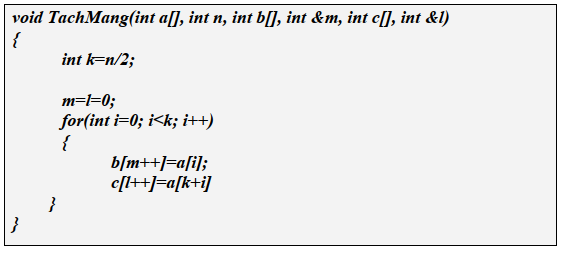 void TachMang(int a[], int n, int b[], int &m, int c[], int &l)
{
int k=n/2;
m=l=0;
for(int i=0; i<k; i++)
{
b[m++]=a[i];
c[l++]=a[k+i]
}
}